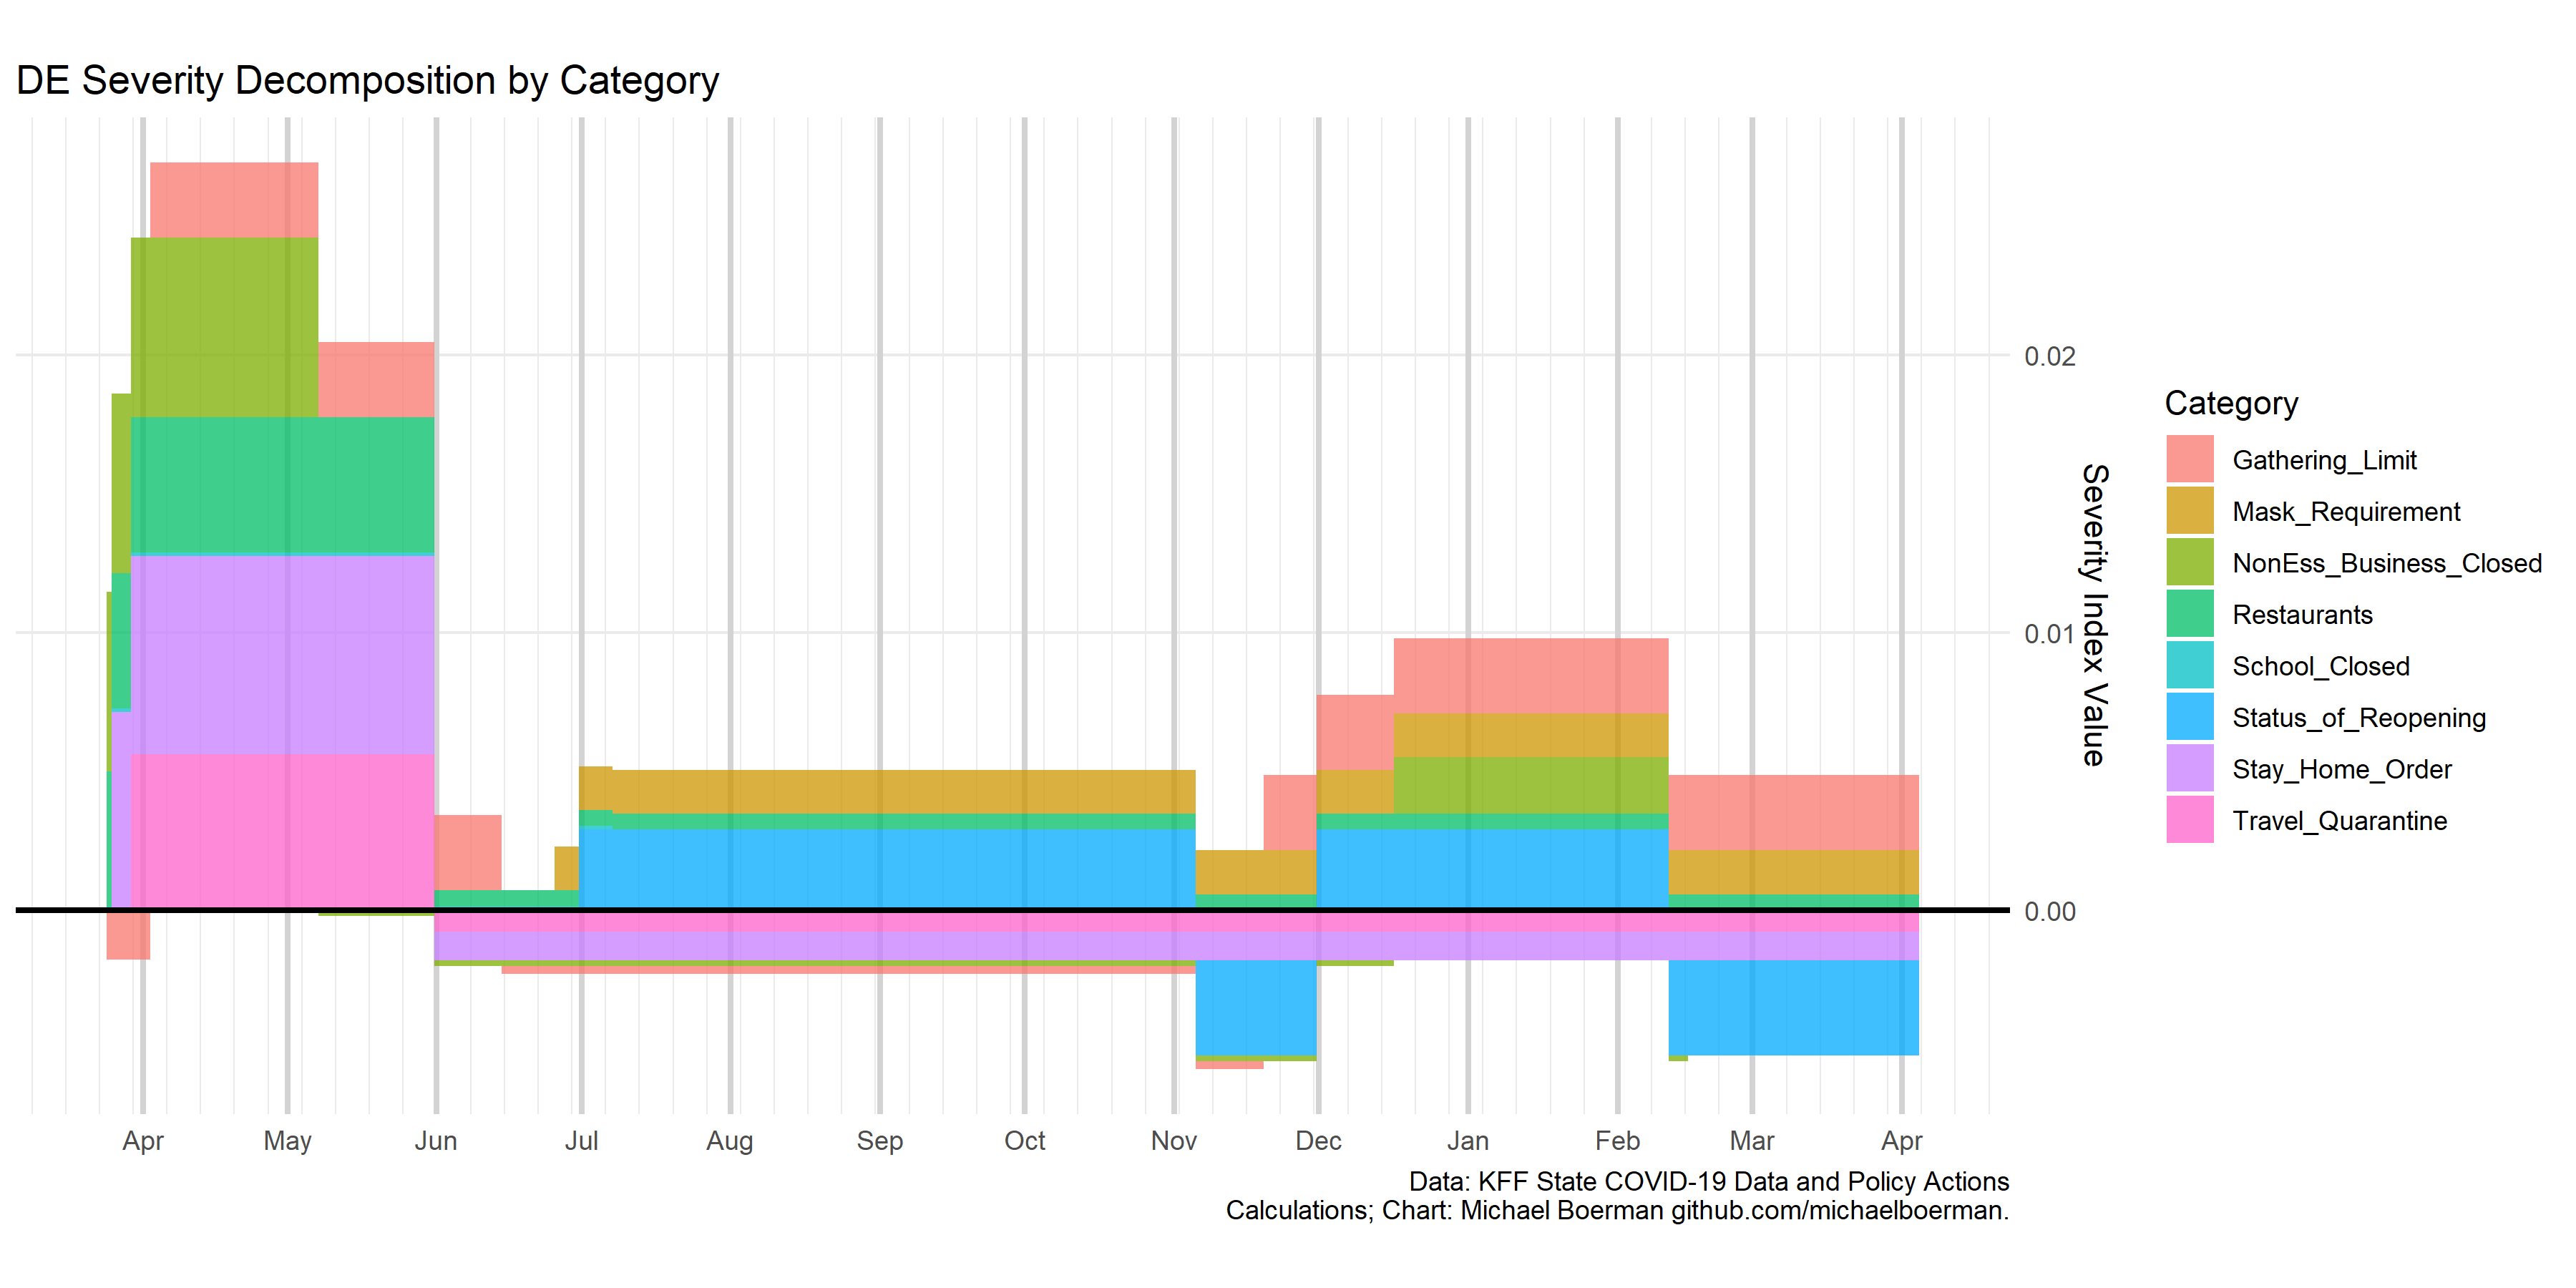 DE Severity Decomposition by Category
0.02
0.01
0.00
Severity Index Value
Category
Gathering_Limit
Mask_Requirement
NonEss_Business_Closed
Restaurants
School_Closed
Status_of_Reopening
Stay_Home_Order
Travel_Quarantine
Apr May Jun Jul Aug Sep Oct Nov Dec Jan Feb Mar Apr
Data: KFF State COVID-19 Data and Policy Actions
Calculations; Chart: Michael Boerman github.com/michaelboerman.